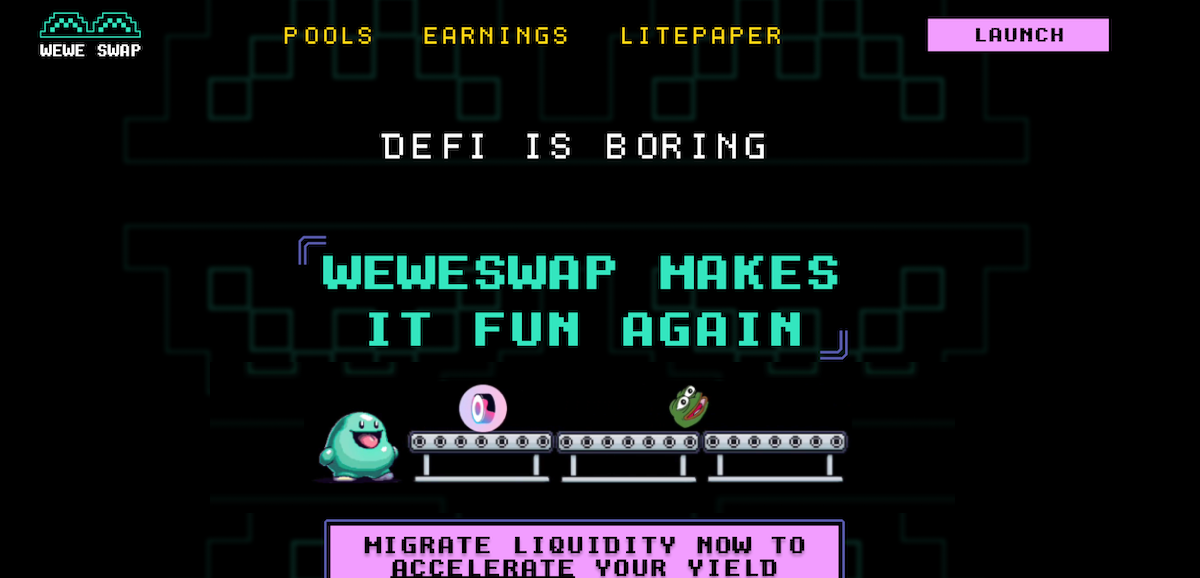 WEWE SWAP
POOLS
EARNINGS
LITEPAPER
LAUNCH
DEFI IS BORING
WEWESWAP MAKES
IT FUN AGAIN
MIGRATE LIQUIDITY NOW TO
ACCELERATE YOUR YIELD